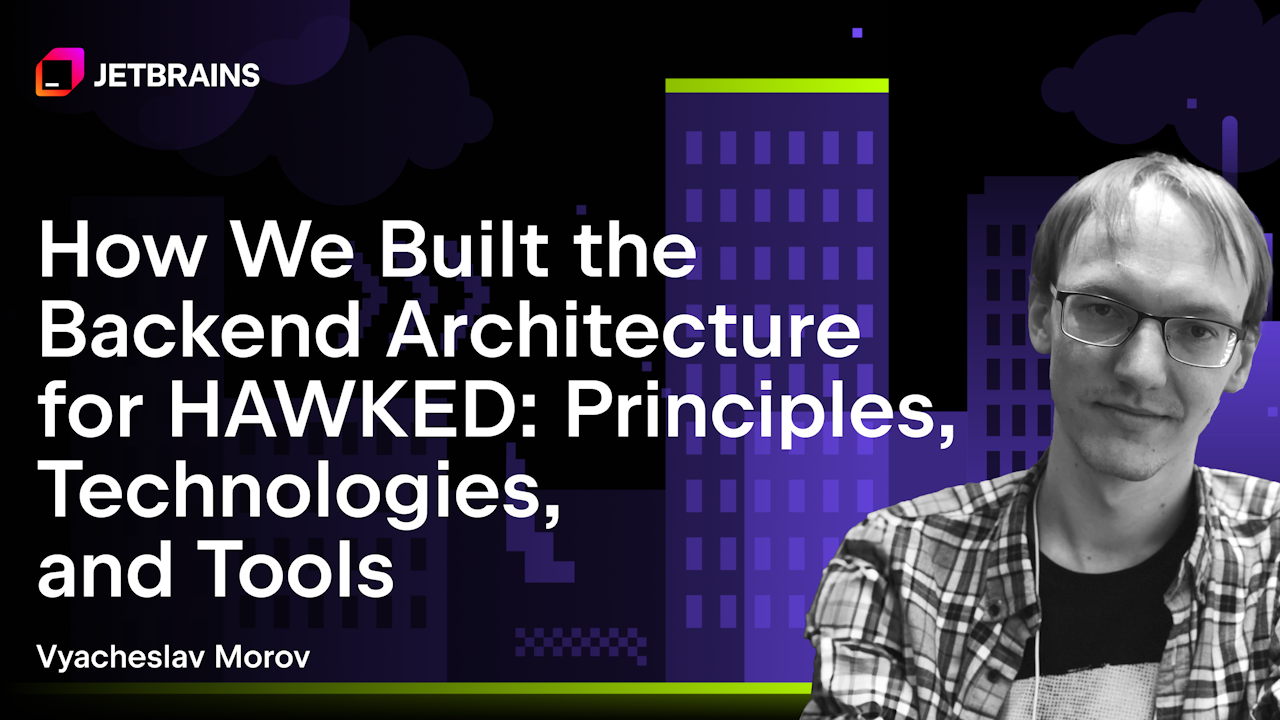 JETBRAINS
How We Built the
Backend Architecture
for HAWKED: Principles,
Technologies,
and Tools
Vyacheslav Morov